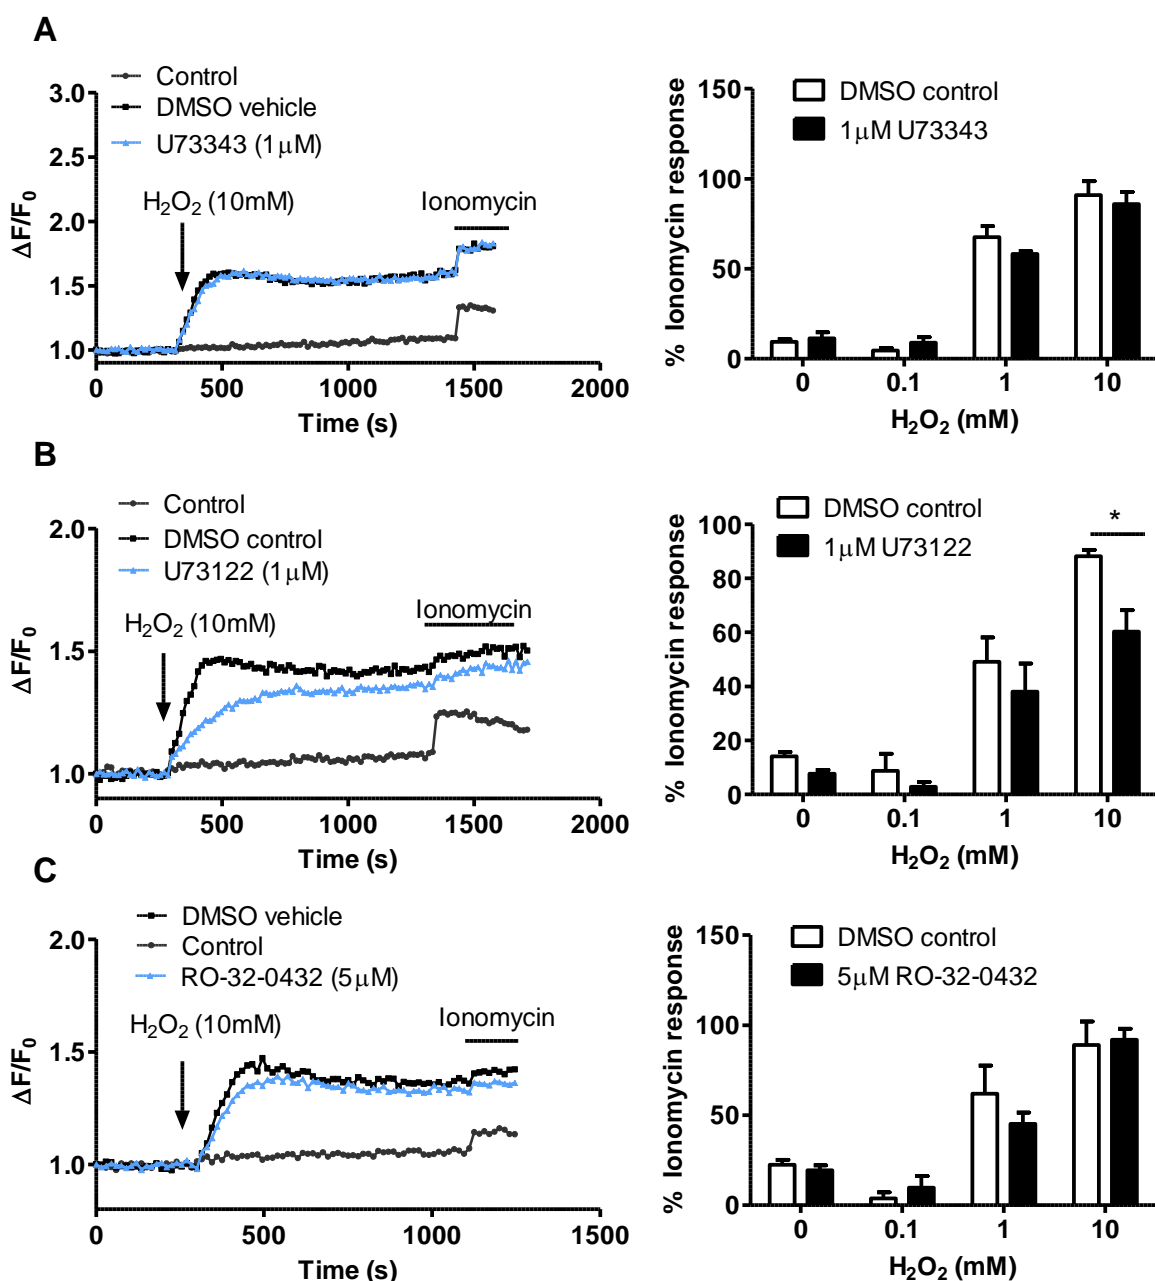 A
Control
DMSO vehicle
U73343 (1μM)
3.0
2.5
2.0
1.5
1.0
ΔF/F₀
H₂O₂ (10mM)
Ionomycin
0 500 1000 1500 2000
Time (s)
DMSO control
1μM U73343
150
100
50
0
% Ionomycin response
0 0.1 1 10
H₂O₂ (mM)
B
Control
DMSO control
U73122 (1μM)
2.0
1.5
1.0
ΔF/F₀
H₂O₂ (10mM)
Ionomycin
0 500 1000 1500 2000
Time (s)
DMSO control
1μM U73122
*
100
80
60
40
20
0
% Ionomycin response
0 0.1 1 10
H₂O₂ (mM)
C
DMSO vehicle
Control
RO-32-0432 (5μM)
2.0
1.5
1.0
ΔF/F₀
H₂O₂ (10mM)
Ionomycin
0 500 1000 1500
Time (s)
DMSO control
5μM RO-32-0432
150
100
50
0
% Ionomycin response
0 0.1 1 10
H₂O₂ (mM)